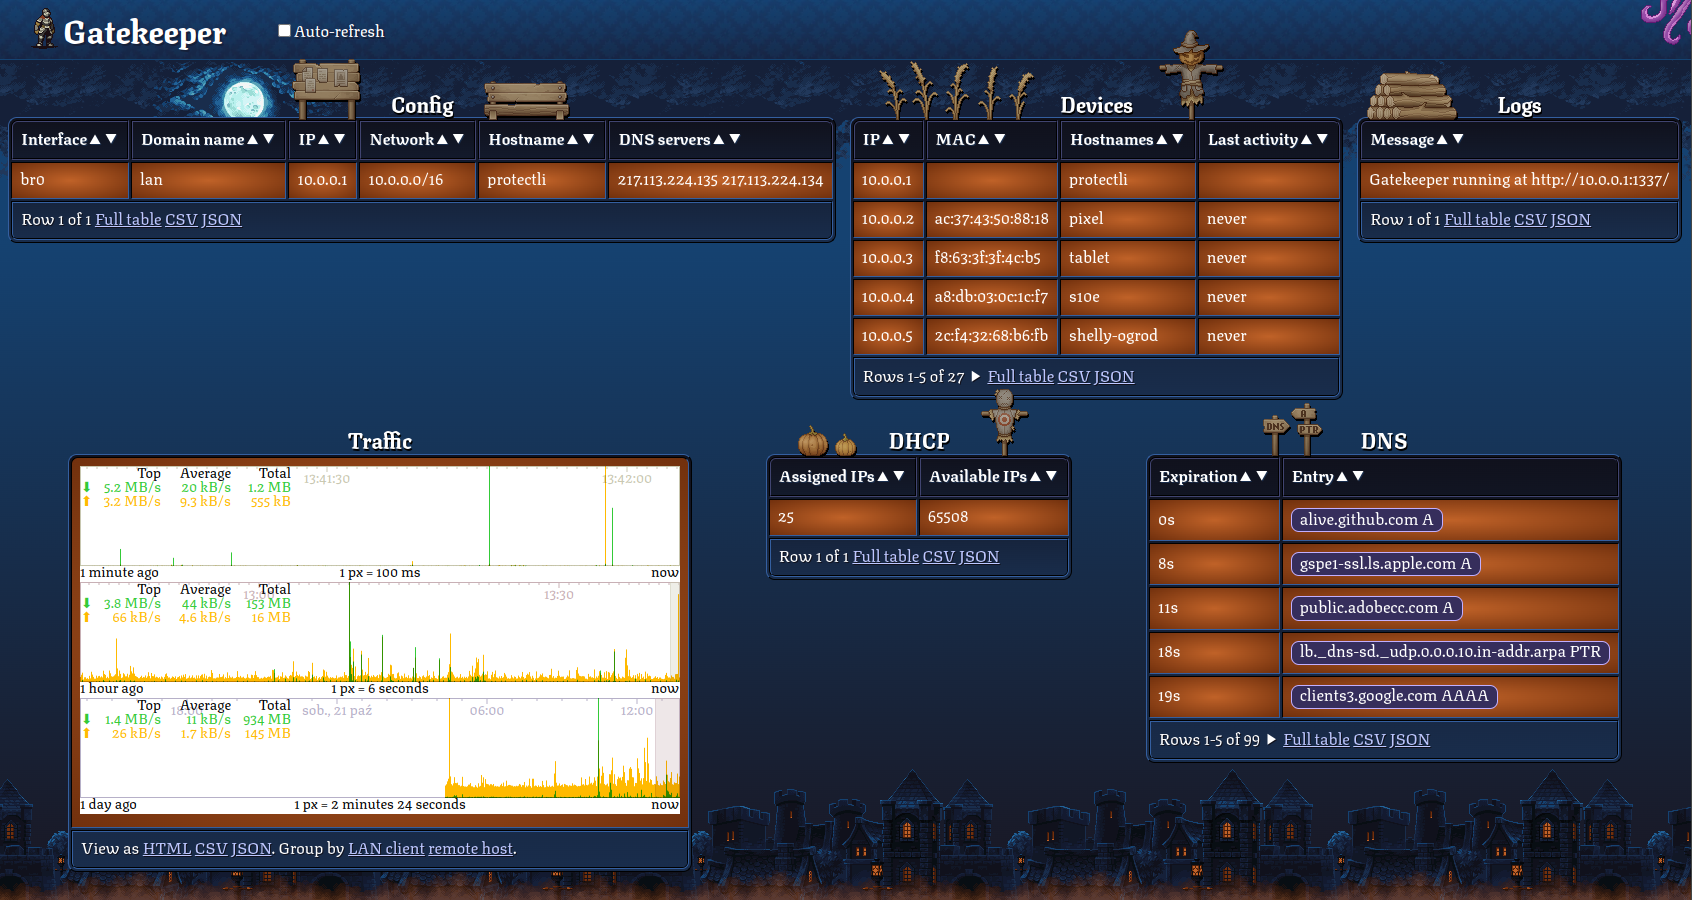 Gatekeeper
Auto-refresh
Config
Interface▲▼ Domain name▲▼ IP▲▼ Network▲▼ Hostname▲▼ DNS servers▲▼
br0 lan 10.0.0.1 10.0.0.0/16 protectli 217.113.224.135 217.113.224.134
Row 1 of 1 Full table CSV JSON
Devices
IP▲▼ MAC▲▼ Hostnames▲▼ Last activity▲▼
10.0.0.1 protectli
10.0.0.2 ac:37:43:50:88:18 pixel never
10.0.0.3 f8:63:3f:3f:4c:b5 tablet never
10.0.0.4 a8:db:03:0c:1c:f7 s10e never
10.0.0.5 2c:f4:32:68:b6:fb shelly-ogrod never
Rows 1-5 of 27 ▶ Full table CSV JSON
Logs
Message▲▼
Gatekeeper running at http://10.0.0.1:1337/
Row 1 of 1 Full table CSV JSON
Traffic
Top Average Total
13:41:30 13:42:00
⬇ 5.2 MB/s 20 kB/s 1.2 MB
⬆ 3.2 MB/s 9.3 kB/s 555 kB
1 minute ago 1 px = 100 ms now
Top Average Total
13:00 13:30
⬇ 3.8 MB/s 44 kB/s 153 MB
⬆ 66 kB/s 4.6 kB/s 16 MB
1 hour ago 1 px = 6 seconds now
Top Average Total
18:00 sob., 21 paź 06:00 12:00
⬇ 1.4 MB/s 11 kB/s 934 MB
⬆ 26 kB/s 1.7 kB/s 145 MB
1 day ago 1 px = 2 minutes 24 seconds now
View as HTML CSV JSON. Group by LAN client remote host.
DHCP
Assigned IPs▲▼ Available IPs▲▼
25 65508
Row 1 of 1 Full table CSV JSON
DNS A PTR
DNS
Expiration▲▼ Entry▲▼
0s alive.github.com A
8s gspe1-ssl.ls.apple.com A
11s public.adobecc.com A
18s lb._dns-sd._udp.0.0.0.10.in-addr.arpa PTR
19s clients3.google.com AAAA
Rows 1-5 of 99 ▶ Full table CSV JSON